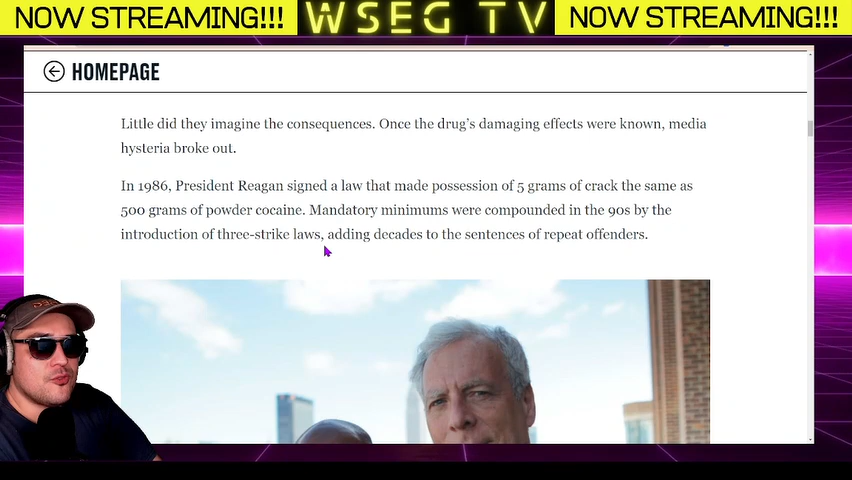 NOW STREAMING!!! WSEG TV NOW STREAMING!!!
HOMEPAGE
Little did they imagine the consequences. Once the drug’s damaging effects were known, media
hysteria broke out.
In 1986, President Reagan signed a law that made possession of 5 grams of crack the same as
500 grams of powder cocaine. Mandatory minimums were compounded in the 90s by the
introduction of three-strike laws, adding decades to the sentences of repeat offenders.